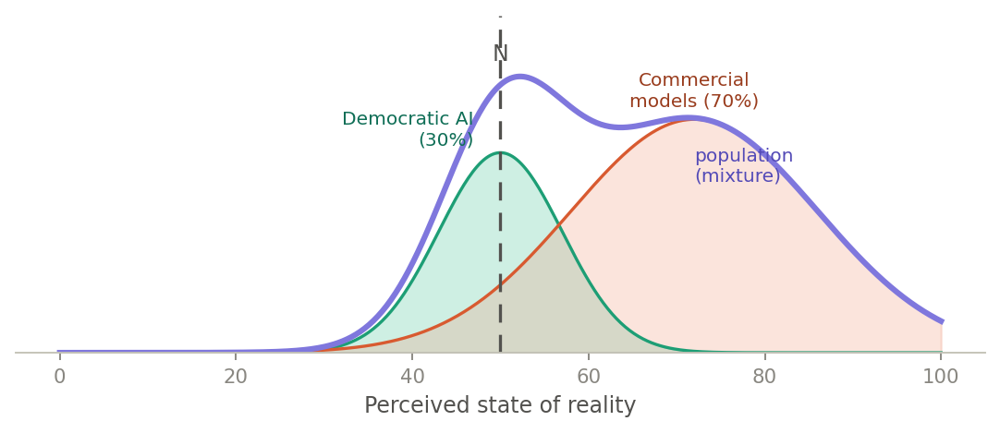 N
Commercial
models (70%)
Democratic AI
(30%)
population
(mixture)
0 20 40 60 80 100
Perceived state of reality